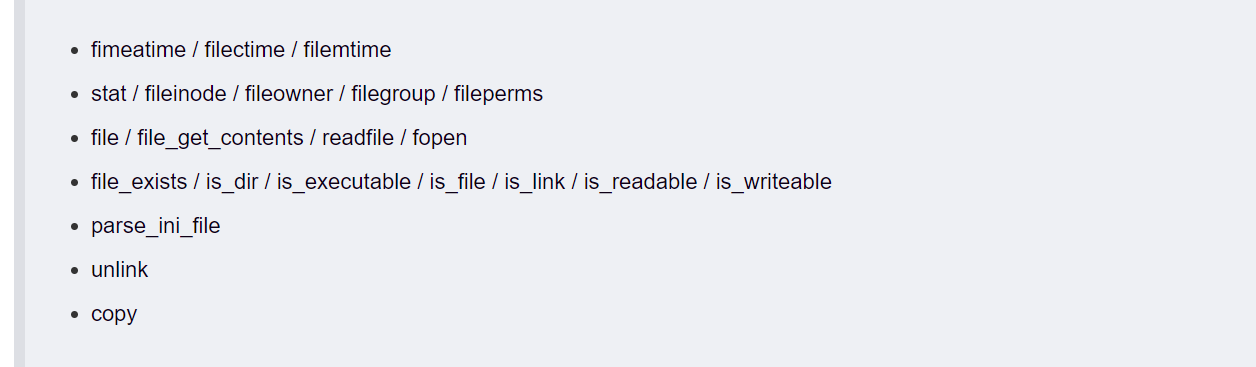 fimeatime / filectime / filemtime
stat / fileinode / fileowner / filegroup / fileperms
file / file_get_contents / readfile / fopen
file_exists / is_dir / is_executable / is_file / is_link / is_readable / is_writeable
parse_ini_file
unlink
copy